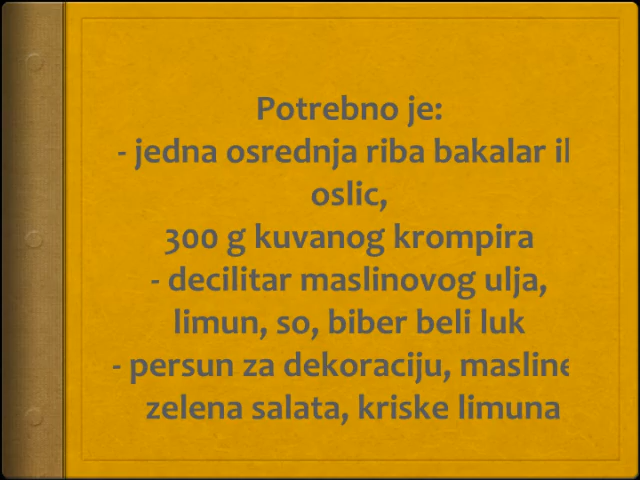 Potrebno je:
- jedna osrednja riba bakalar il
oslic,
300 g kuvanog krompira
- decilitar maslinovog ulja,
limun, so, biber beli luk
- persun za dekoraciju, masline
zelena salata, kriske limuna